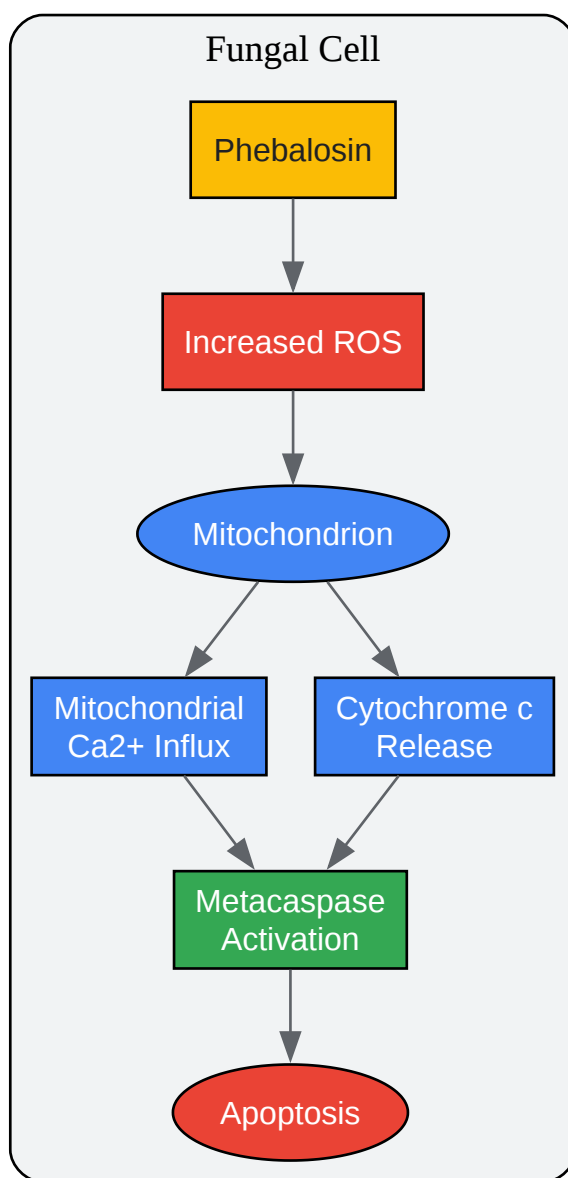 Fungal Cell
Phebalosin
Increased ROS
Mitochondrion
Mitochondrial
Ca2+ Influx
Cytochrome c
Release
Metacaspase
Activation
Apoptosis